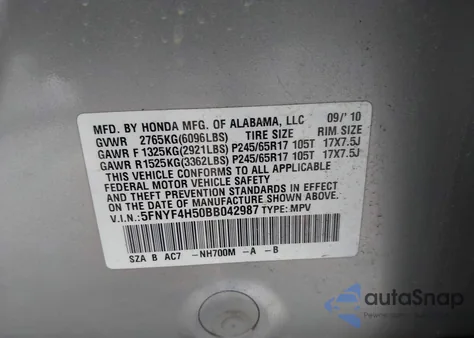 MFD. BY HONDA MFG. OF ALABAMA, LLC 09/' 10
GVWR 2765KG(6096LBS) TIRE SIZE RIM SIZE
GAWR F 1325KG(2921LBS) P245/65R17 105T 17X7.5J
GAWR R1525KG(3362LBS) P245/65R17 105T 17X7.5J
THIS VEHICLE CONFORMS TO ALL APPLICABLE
FEDERAL MOTOR VEHICLE SAFETY, BUMPER,
AND THEFT PREVENTION STANDARDS IN EFFECT
ON THE DATE OF MANUFACTURE SHOWN ABOVE.
V.I.N.: 5FNYF4H50BB042987 TYPE: MPV
SZA B AC7 -NH700M -A -B
autoSnap